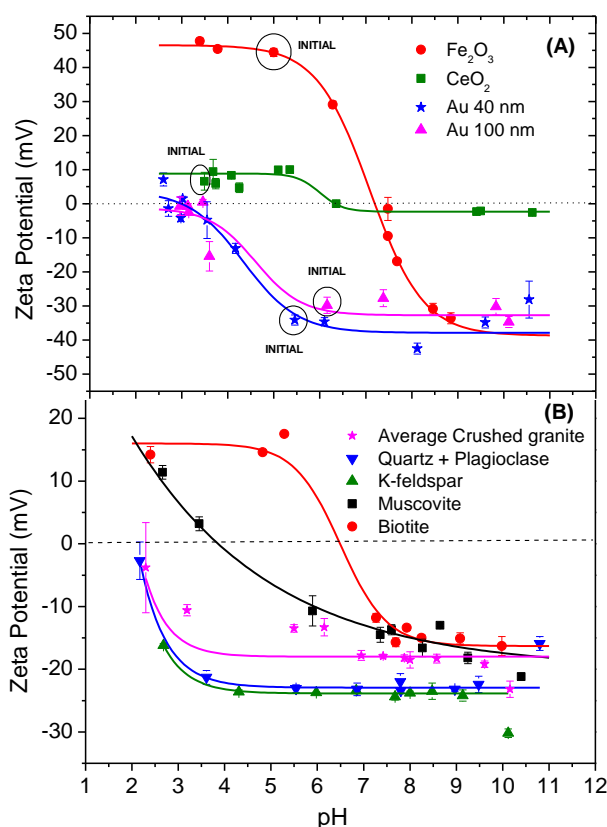 (A)
INITIAL
Fe₂O₃
CeO₂
Au 40 nm
Au 100 nm
INITIAL
INITIAL
INITIAL
50
40
30
20
10
0
-10
-20
-30
-40
-50
Zeta Potential (mV)
(B)
Average Crushed granite
Quartz + Plagioclase
K-feldspar
Muscovite
Biotite
20
10
0
-10
-20
-30
Zeta Potential (mV)
1 2 3 4 5 6 7 8 9 10 11 12
pH